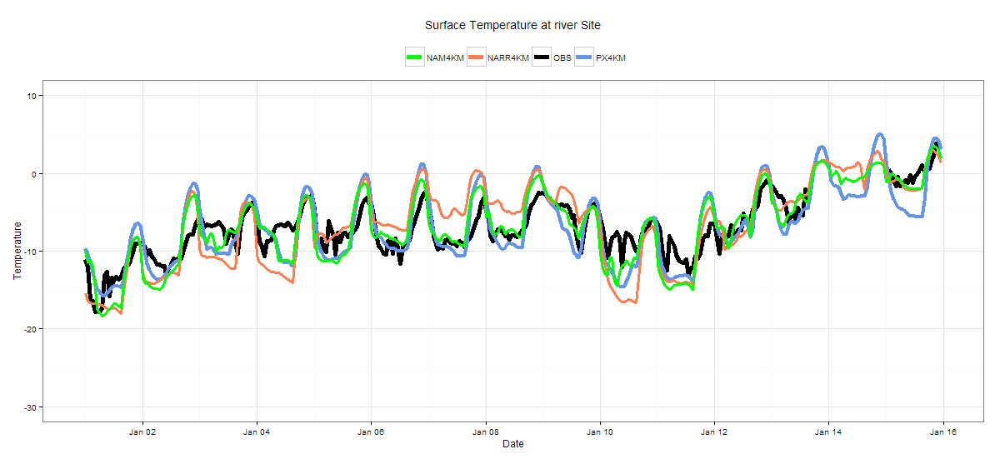 Surface Temperature at river Site
NAM4KM NARR4KM OBS PX4KM
10
0
-10
-20
-30
Temperature
Jan 02 Jan 04 Jan 06 Jan 08 Jan 10 Jan 12 Jan 14 Jan 16
Date